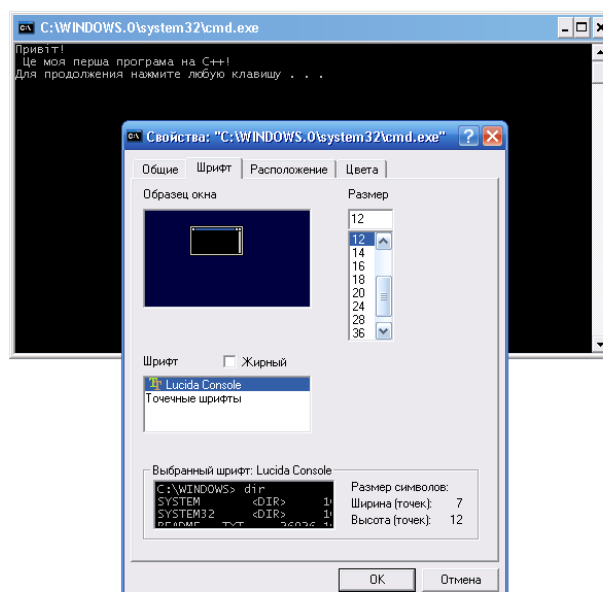 C:\WINDOWS.0\system32\cmd.exe
Привіт!
Це моя перша програма на С++!
Для продолжения нажмите любую клавишу . . .
Свойства: "C:\WINDOWS.0\system32\cmd.exe"
Общие Шрифт Расположение Цвета
Образец окна Размер
12
12
14
16
18
20
24
28
36
Шрифт Жирный
Lucida Console
Точечные шрифты
Выбранный шрифт: Lucida Console
C:\WINDOWS> dir
SYSTEM <DIR>
SYSTEM32 <DIR>
Размер символов:
Ширина (точек): 7
Высота (точек): 12
OK Отмена